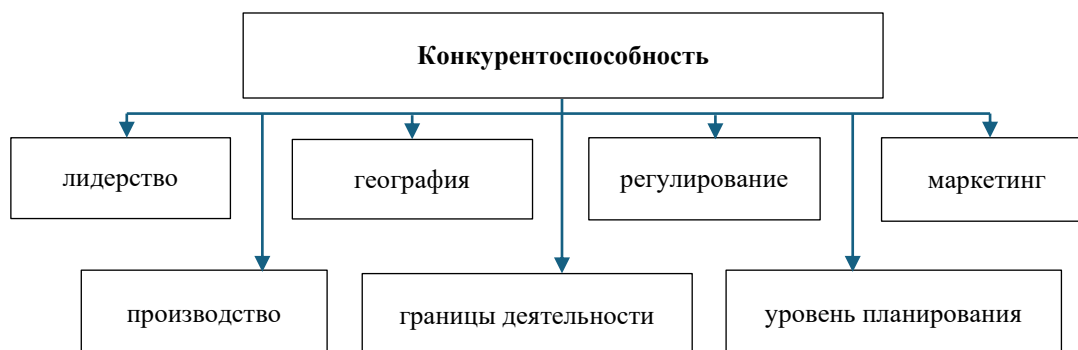 Конкурентоспособность
лидерство
география
регулирование
маркетинг
производство
границы деятельности
уровень планирования